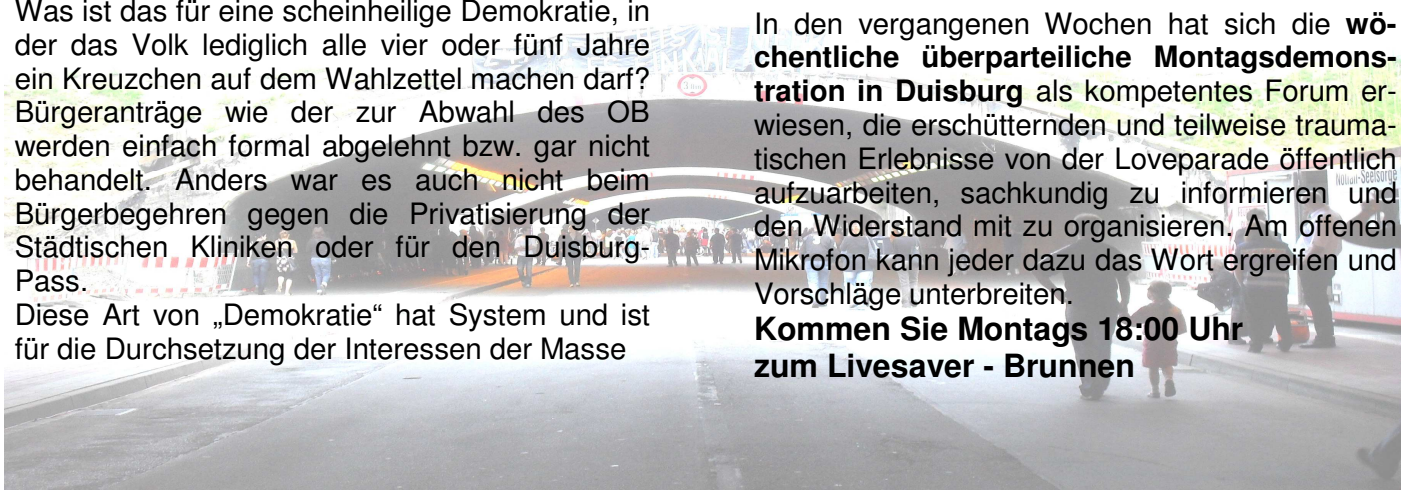 Was ist das für eine scheinheilige Demokratie, in
der das Volk lediglich alle vier oder fünf Jahre
ein Kreuzchen auf dem Wahlzettel machen darf?
Bürgeranträge wie der zur Abwahl des OB
werden einfach formal abgelehnt bzw. gar nicht
behandelt. Anders war es auch nicht beim
Bürgerbegehren gegen die Privatisierung der
Städtischen Kliniken oder für den Duisburg-
Pass.
Diese Art von „Demokratie“ hat System und ist
für die Durchsetzung der Interessen der Masse
In den vergangenen Wochen hat sich die wö-
chentliche überparteiliche Montagsdemons-
tration in Duisburg als kompetentes Forum er-
wiesen, die erschütternden und teilweise trauma-
tischen Erlebnisse von der Loveparade öffentlich
aufzuarbeiten, sachkundig zu informieren und
den Widerstand mit zu organisieren. Am offenen
Mikrofon kann jeder dazu das Wort ergreifen und
Vorschläge unterbreiten.
Kommen Sie Montags 18:00 Uhr
zum Livesaver - Brunnen
Notfall-Seelsorge